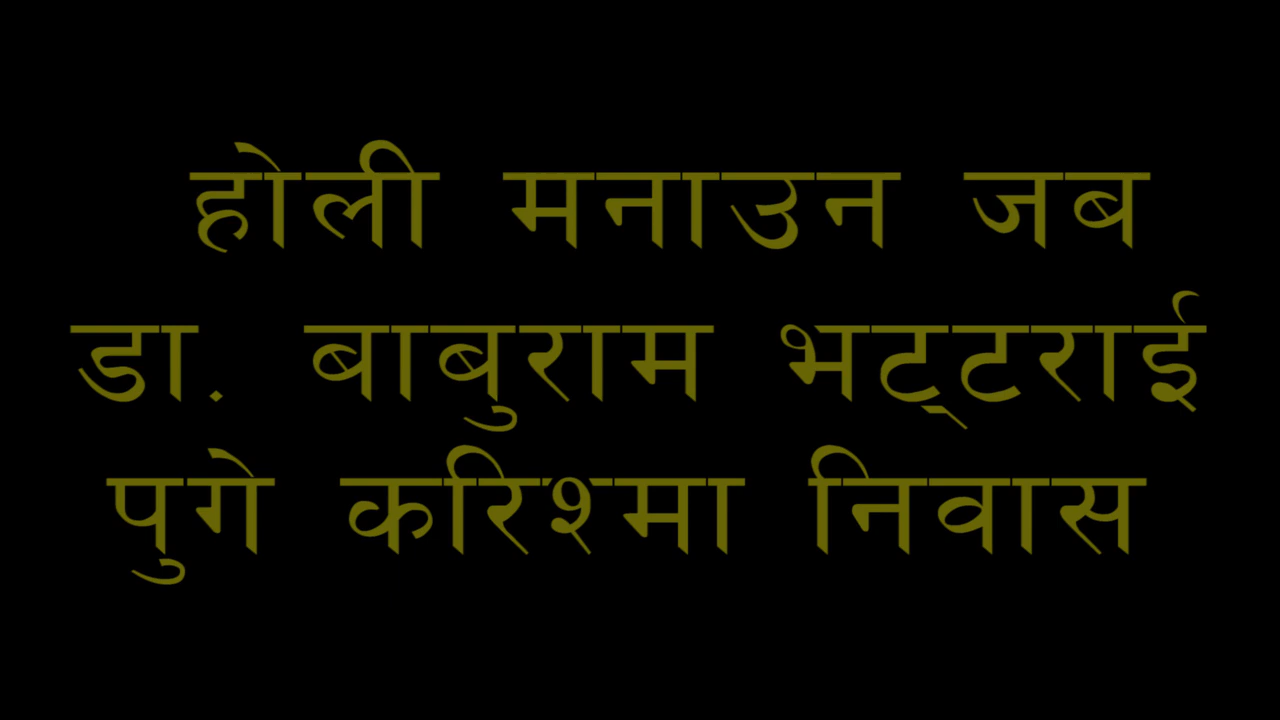 होली मनाउन जब
डा. बाबुराम भट्टराई
पुगे करिश्मा निवास